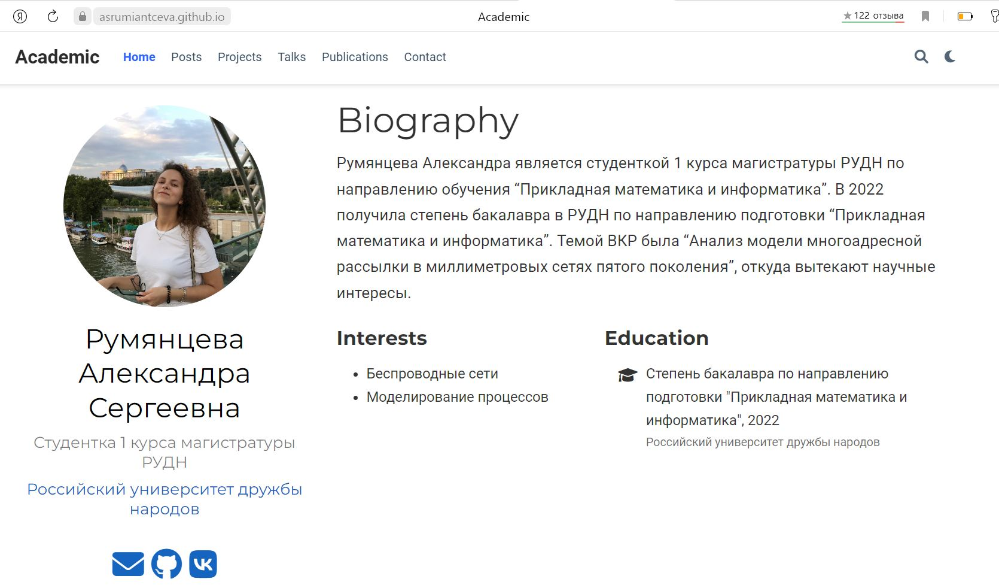 asrumiantceva.github.io
Academic
122 отзыва
Academic
Home
Posts
Projects
Talks
Publications
Contact
Румянцева
Александра
Сергеевна
Студентка 1 курса магистратуры
РУДН
Российский университет дружбы
народов
Biography
Румянцева Александра является студенткой 1 курса магистратуры РУДН по
направлению обучения “Прикладная математика и информатика”. В 2022
получила степень бакалавра в РУДН по направлению подготовки “Прикладная
математика и информатика”. Темой ВКР была “Анализ модели многоадресной
рассылки в миллиметровых сетях пятого поколения”, откуда вытекают научные
интересы.
Interests
• Беспроводные сети
• Моделирование процессов
Education
Степень бакалавра по направлению
подготовки "Прикладная математика и
информатика", 2022
Российский университет дружбы народов